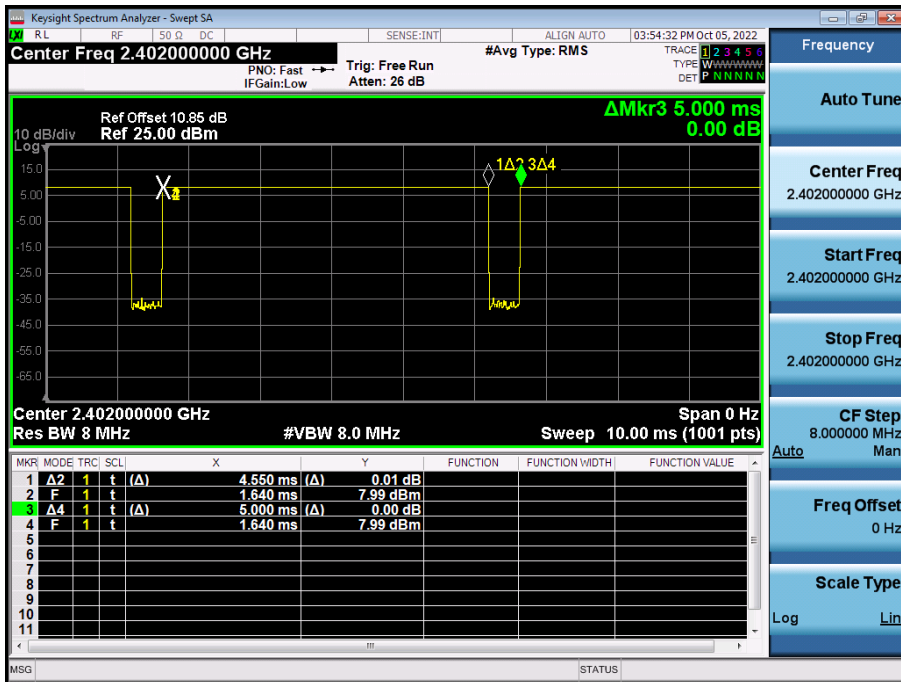 Keysight Spectrum Analyzer - Swept SA
LXI RL RF 50 Ω DC SENSE:INT ALIGN AUTO 03:54:32 PM Oct 05, 2022
Center Freq 2.402000000 GHz
#Avg Type: RMS
TRACE 1 2 3 4 5 6
TYPE WWWWWW
DET P N N N N N
PNO: Fast
IFGain:Low
Trig: Free Run
Atten: 26 dB
ΔMkr3 5.000 ms
0.00 dB
Ref Offset 10.85 dB
10 dB/div Ref 25.00 dBm
Log
15.0
5.00
-5.00
-15.0
-25.0
-35.0
-45.0
-55.0
-65.0
1Δ2 3Δ4
Center 2.402000000 GHz Span 0 Hz
Res BW 8 MHz #VBW 8.0 MHz Sweep 10.00 ms (1001 pts)
MKR MODE TRC SCL X Y FUNCTION FUNCTION WIDTH FUNCTION VALUE
1 Δ2 1 t (Δ) 4.550 ms (Δ) 0.01 dB
2 F 1 t 1.640 ms 7.99 dBm
3 Δ4 1 t (Δ) 5.000 ms (Δ) 0.00 dB
4 F 1 t 1.640 ms 7.99 dBm
5
6
7
8
9
10
11
MSG STATUS
Frequency
Auto Tune
Center Freq
2.402000000 GHz
Start Freq
2.402000000 GHz
Stop Freq
2.402000000 GHz
CF Step
8.000000 MHz
Auto Man
Freq Offset
0 Hz
Scale Type
Log Lin